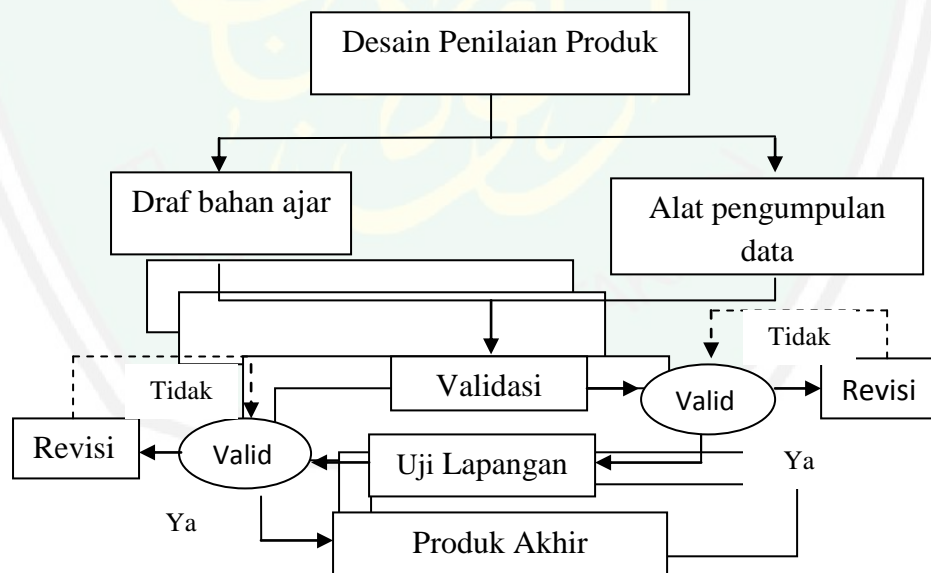 Desain Penilaian Produk
Draf bahan ajar
Alat pengumpulan
data
Tidak
Tidak
Validasi
Valid
Revisi
Revisi
Valid
Uji Lapangan
Ya
Ya
Produk Akhir